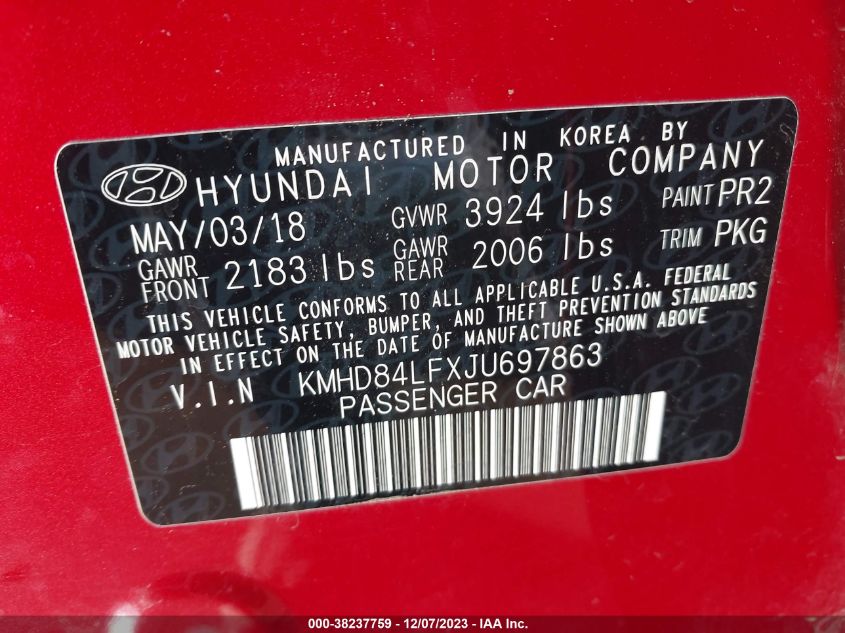 MANUFACTURED IN KOREA BY
HYUNDAI MOTOR COMPANY
MAY/03/18 GVWR 3924 lbs PAINT PR2
GAWR FRONT 2183 lbs GAWR REAR 2006 lbs TRIM PKG
THIS VEHICLE CONFORMS TO ALL APPLICABLE U.S.A. FEDERAL
MOTOR VEHICLE SAFETY, BUMPER, AND THEFT PREVENTION STANDARDS
IN EFFECT ON THE DATE OF MANUFACTURE SHOWN ABOVE
V.I.N KMHD84LFXJU697863
PASSENGER CAR
000-38237759 - 12/07/2023 - IAA Inc.